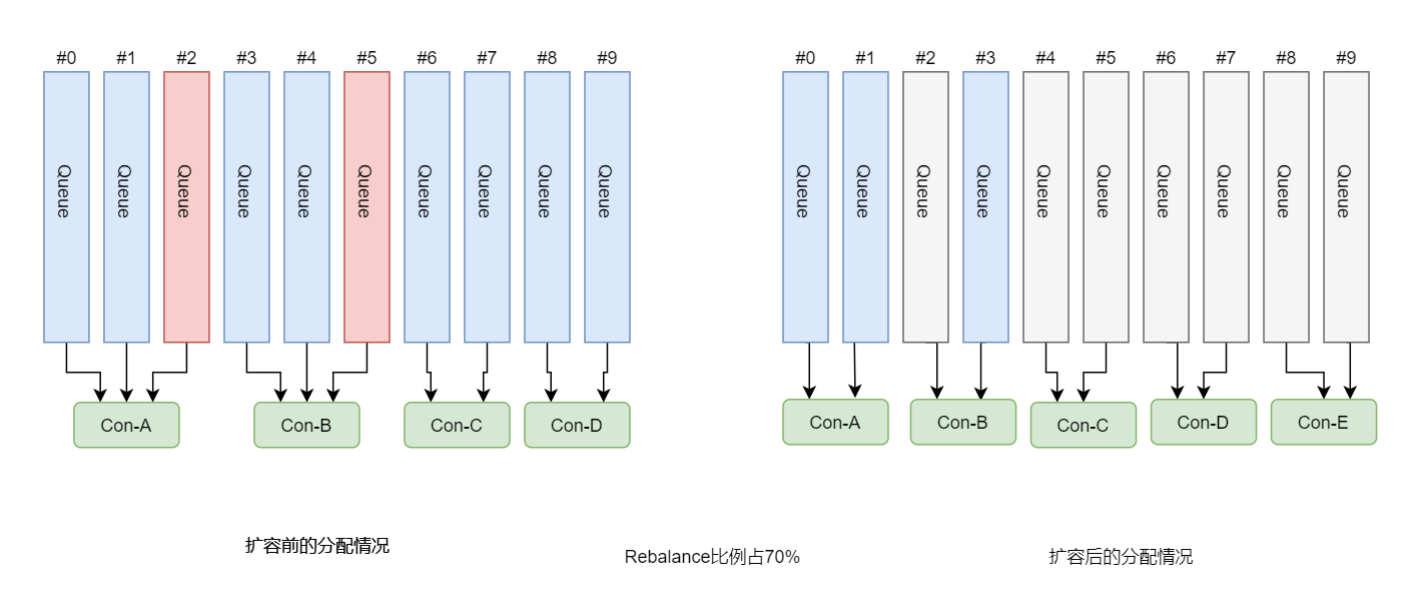 #0 #1 #2 #3 #4 #5 #6 #7 #8 #9
Queue Queue Queue Queue Queue Queue Queue Queue Queue Queue
Con-A Con-B Con-C Con-D
扩容前的分配情况
#0 #1 #2 #3 #4 #5 #6 #7 #8 #9
Queue Queue Queue Queue Queue Queue Queue Queue Queue Queue
Con-A Con-B Con-C Con-D Con-E
Rebalance比例占70%
扩容后的分配情况